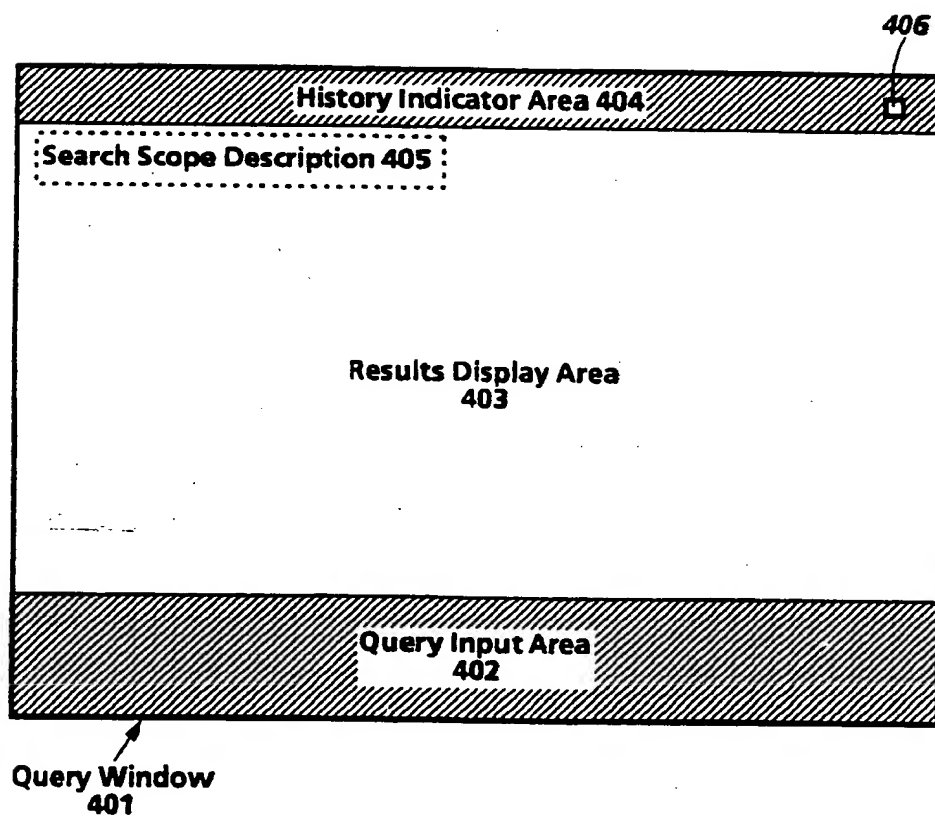 406
History Indicator Area 404
Search Scope Description 405
Results Display Area
403
Query Input Area
402
Query Window
401